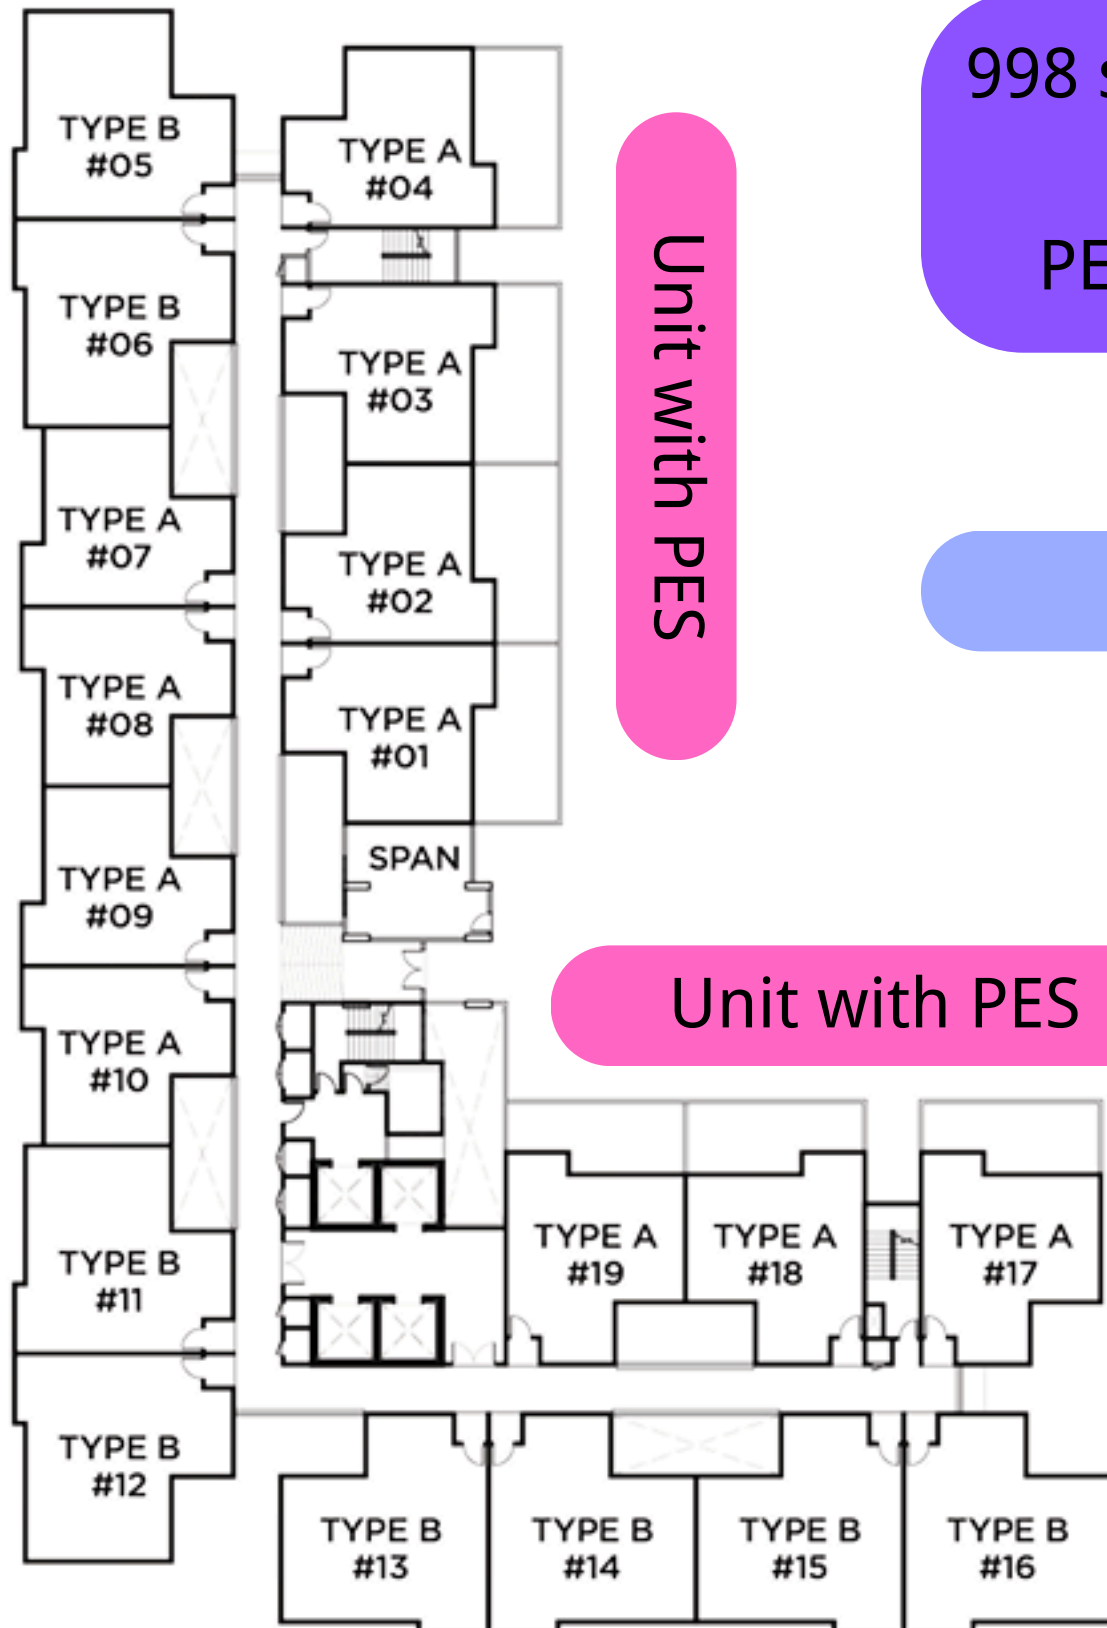 998
PE
Unit with PES
Unit with PES
TYPE B
#05
TYPE A
#04
TYPE B
#06
TYPE A
#03
TYPE A
#07
TYPE A
#02
TYPE A
#08
TYPE A
#01
TYPE A
#09
SPAN
TYPE A
#10
TYPE B
#11
TYPE A
#19
TYPE A
#18
TYPE A
#17
TYPE B
#12
TYPE B
#13
TYPE B
#14
TYPE B
#15
TYPE B
#16